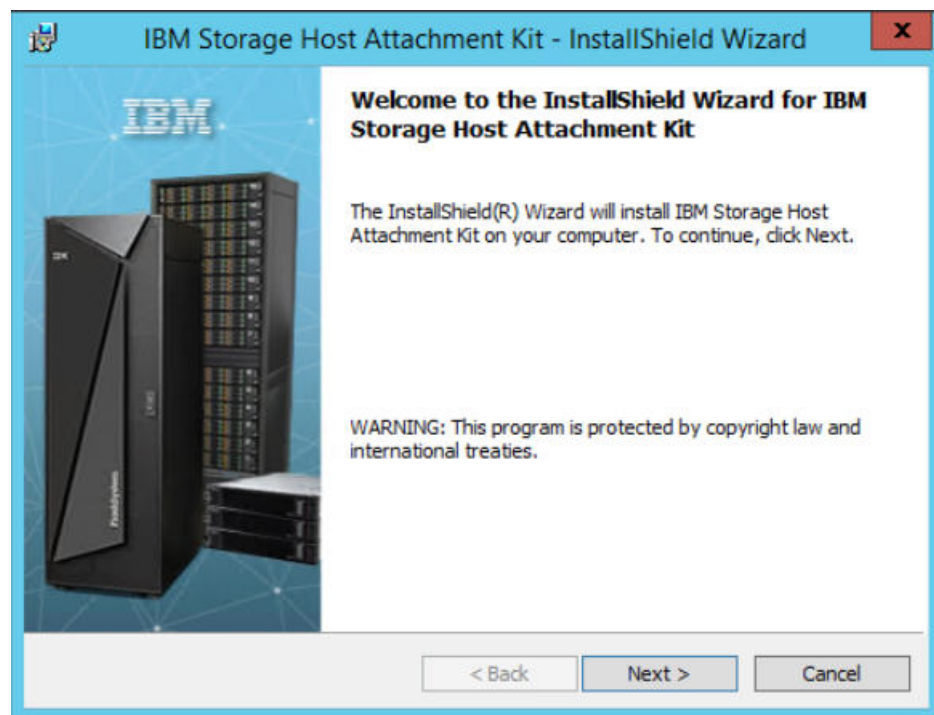 IBM Storage Host Attachment Kit - InstallShield Wizard
x
IBM
Welcome to the InstallShield Wizard for IBM
Storage Host Attachment Kit
The InstallShield(R) Wizard will install IBM Storage Host
Attachment Kit on your computer. To continue, click Next.
WARNING: This program is protected by copyright law and
international treaties.
< Back
Next >
Cancel